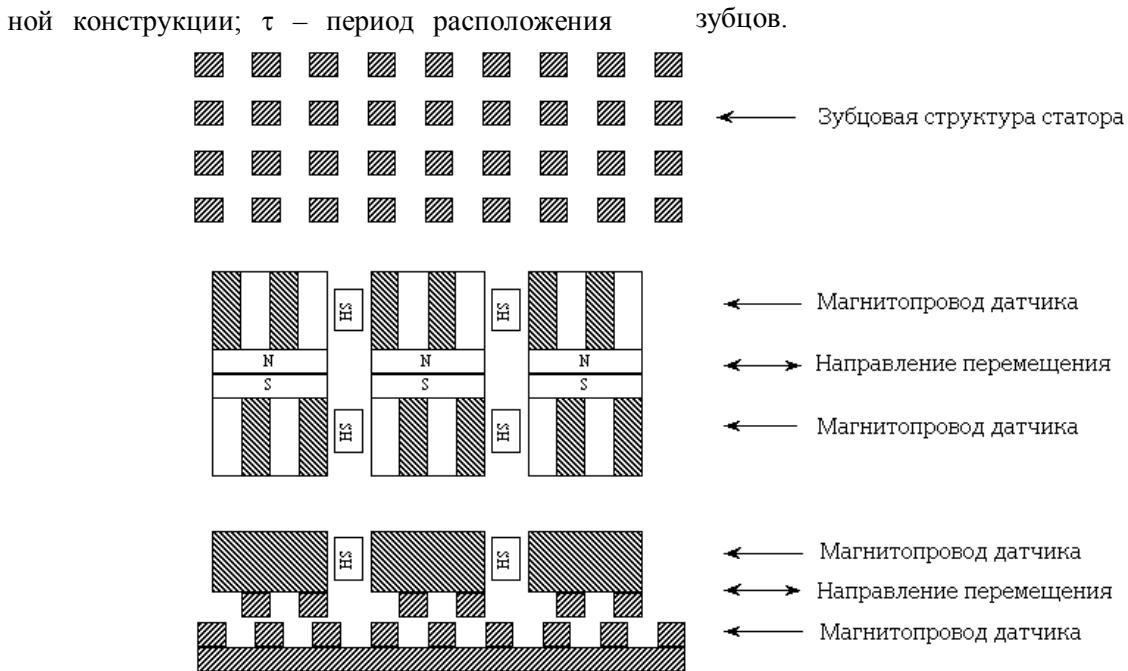 ной конструкции; τ – период расположения
зубцов.
Зубцовая структура статора
HS
HS
Магнитопровод датчика
N
N
N
Направление перемещения
S
S
S
HS
HS
Магнитопровод датчика
HS
HS
Магнитопровод датчика
Направление перемещения
Магнитопровод датчика